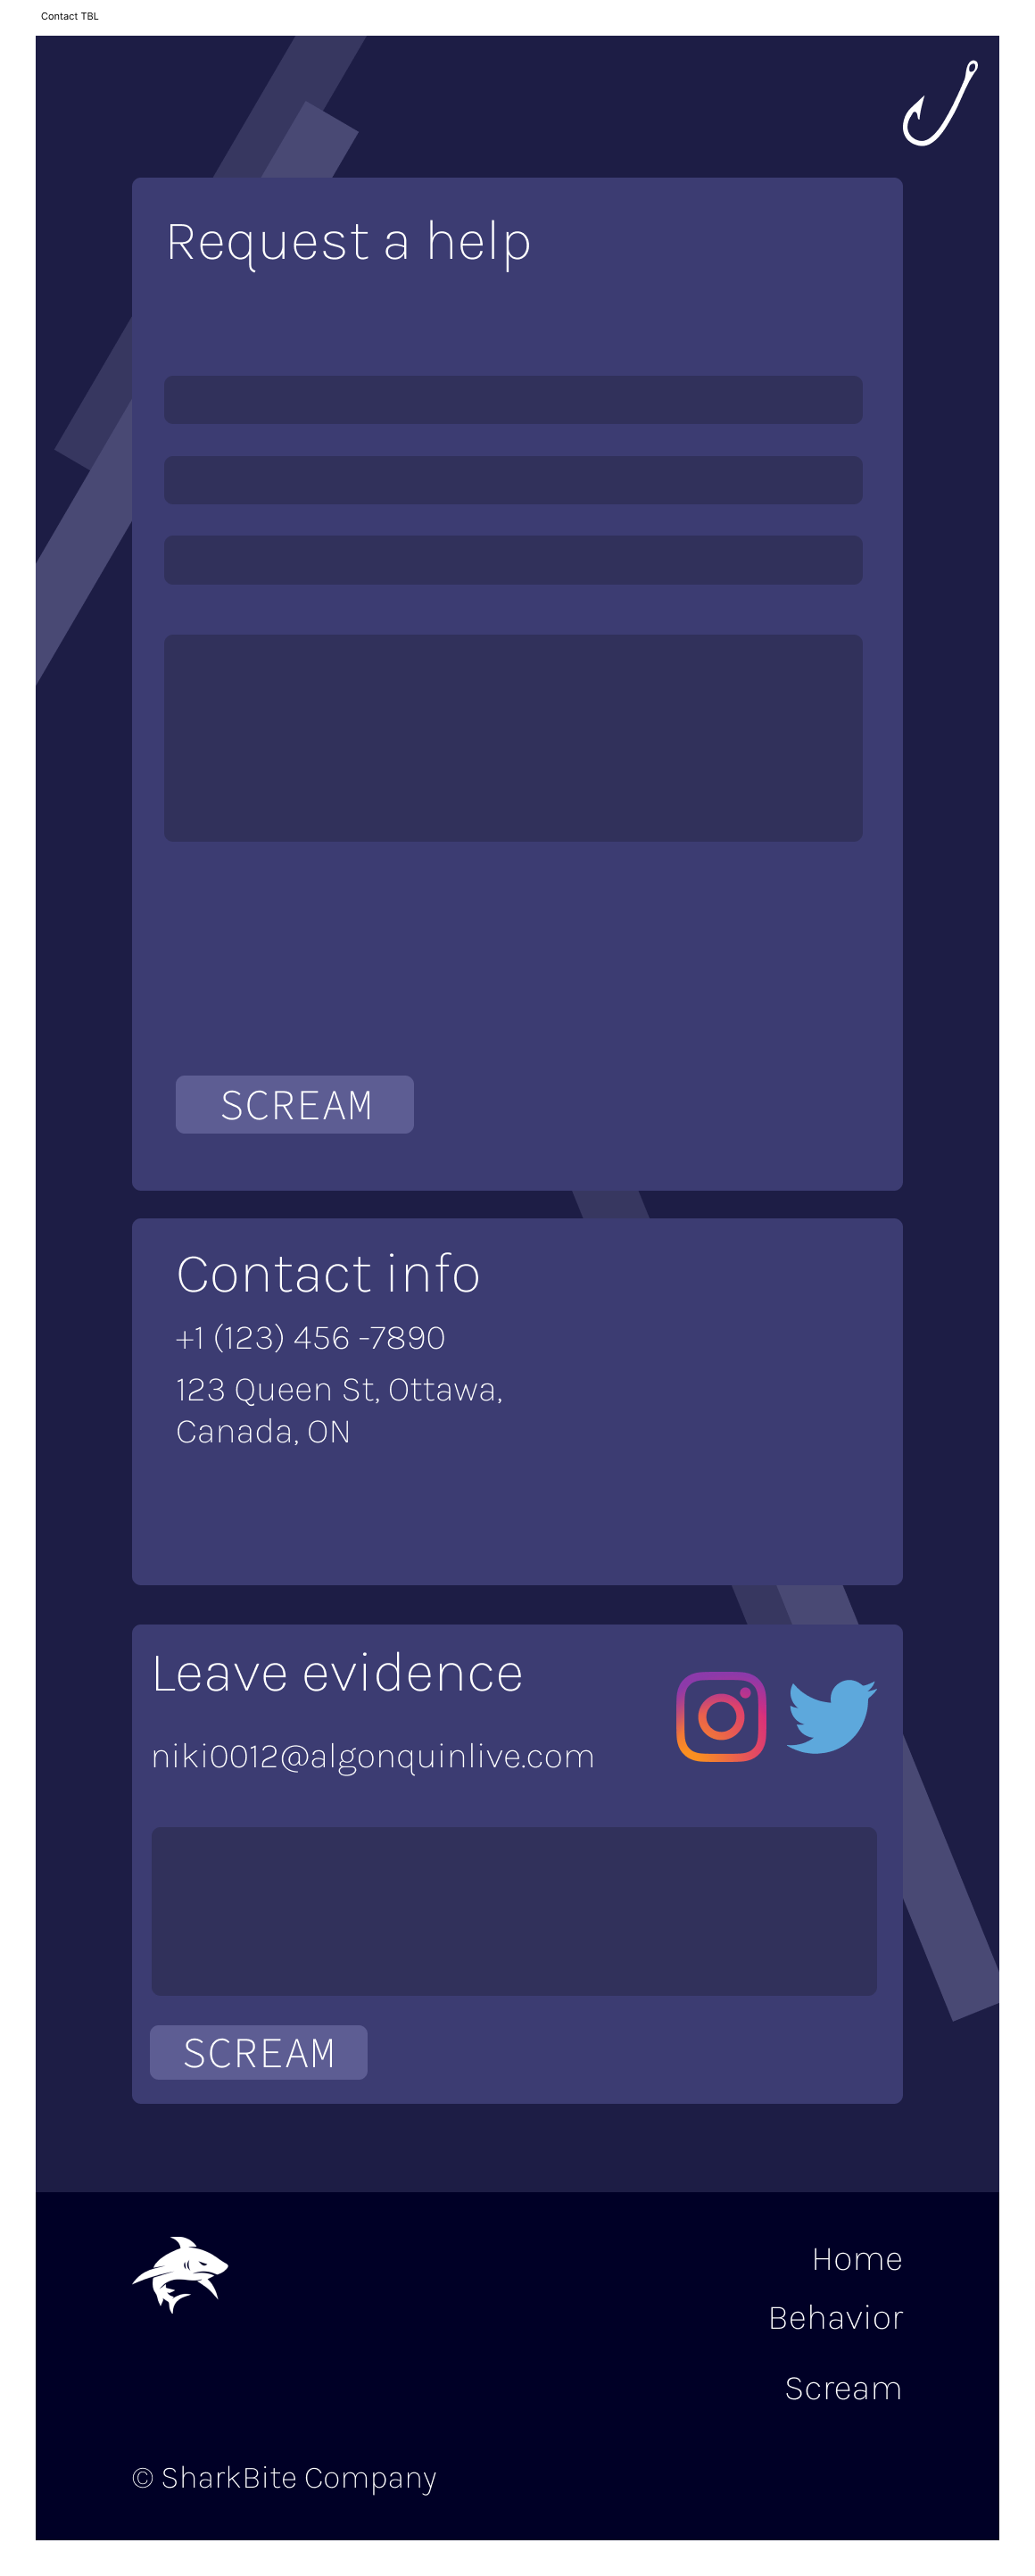 Contact TBL
Request a help
SCREAM
Contact info
+1 (123) 456 -7890
123 Queen St, Ottawa,
Canada, ON
Leave evidence
niki0012@algonquinlive.com
SCREAM
Home
Behavior
Scream
© SharkBite Company